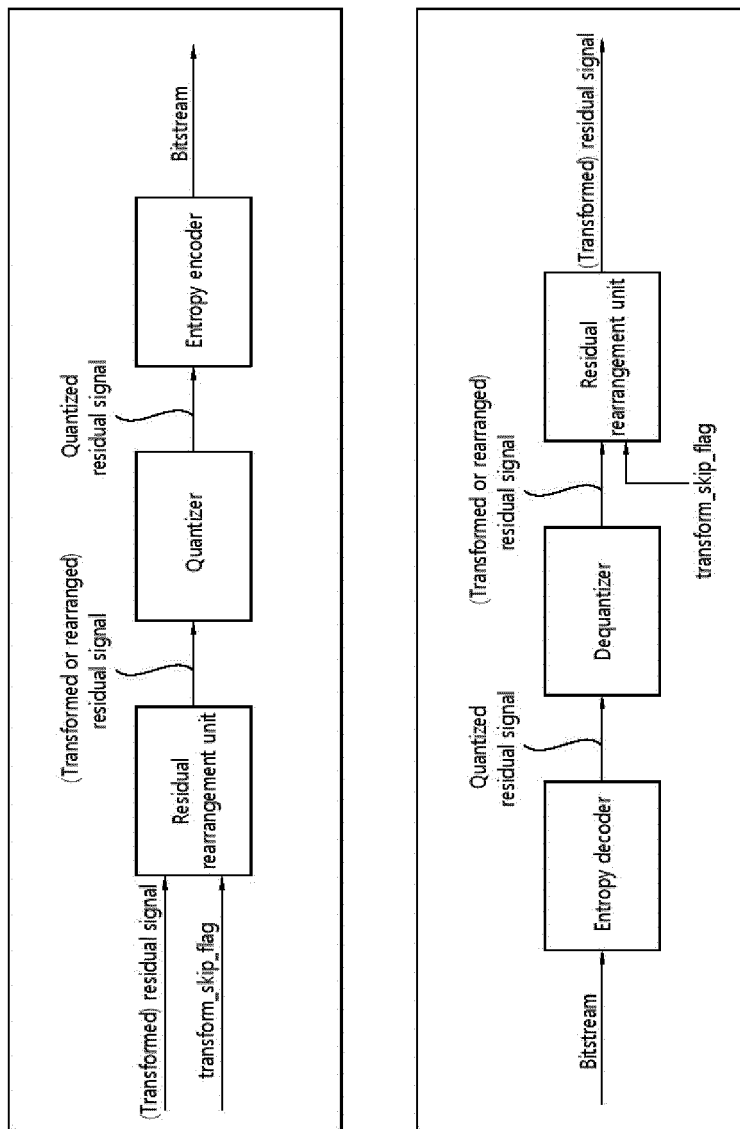 (Transformed) residual signal
transform_skip_flag
Residual
rearrangement unit
(Transformed or rearranged)
residual signal
Quantizer
Quantized
residual signal
Entropy encoder
Bitstream
Bitstream
Entropy decoder
Quantized
residual signal
Dequantizer
(Transformed or rearranged)
residual signal
transform_skip_flag
Residual
rearrangement unit
(Transformed) residual signal